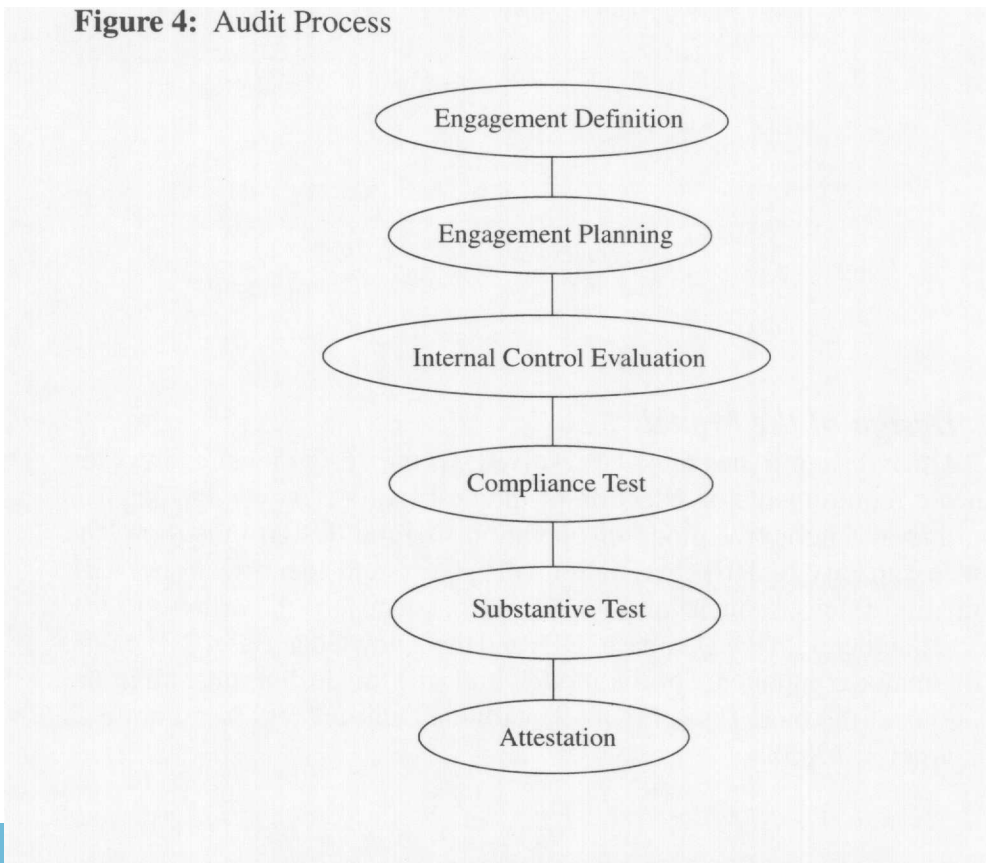 Figure 4: Audit Process
Engagement Definition
Engagement Planning
Internal Control Evaluation
Compliance Test
Substantive Test
Attestation